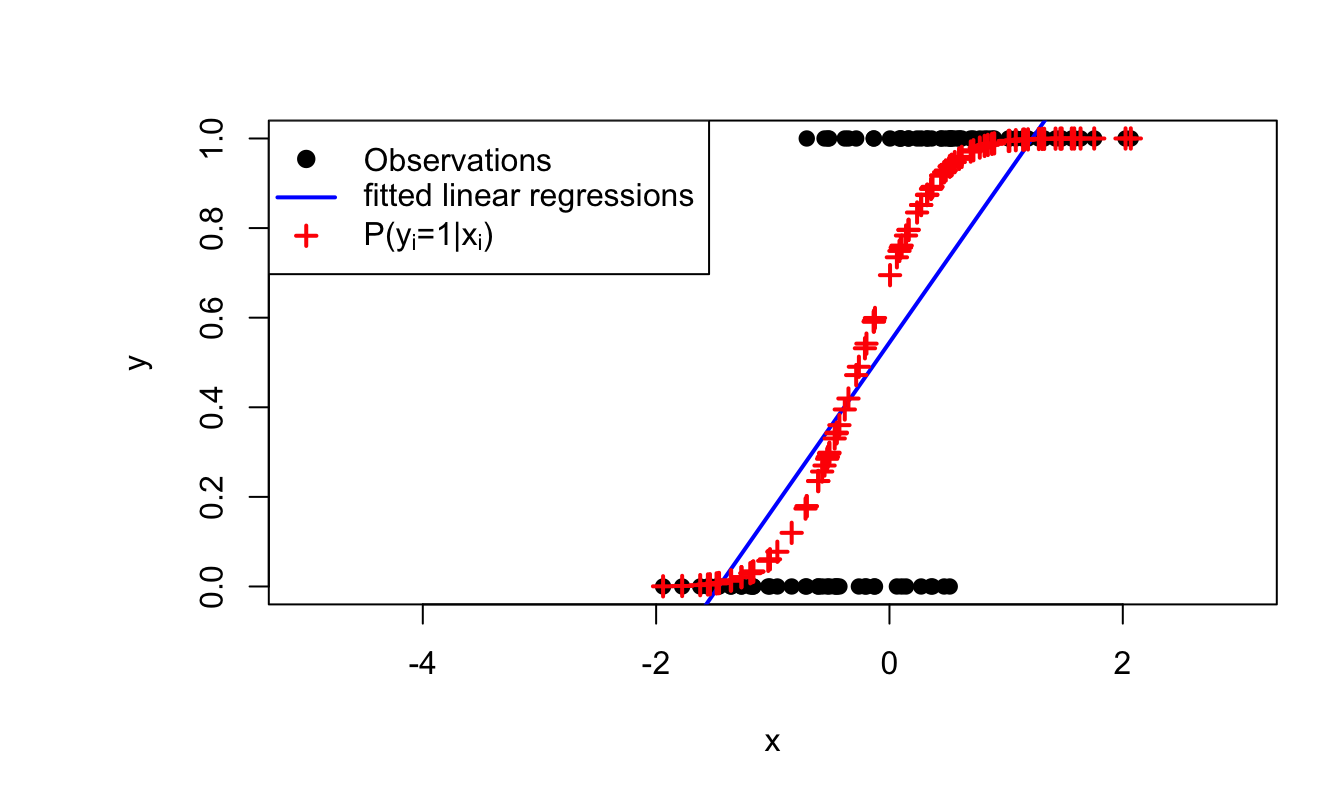 Observations
fitted linear regressions
P(yᵢ=1|xᵢ)
1.0
0.8
0.6
0.4
0.2
0.0
y
-4 -2 0 2
x